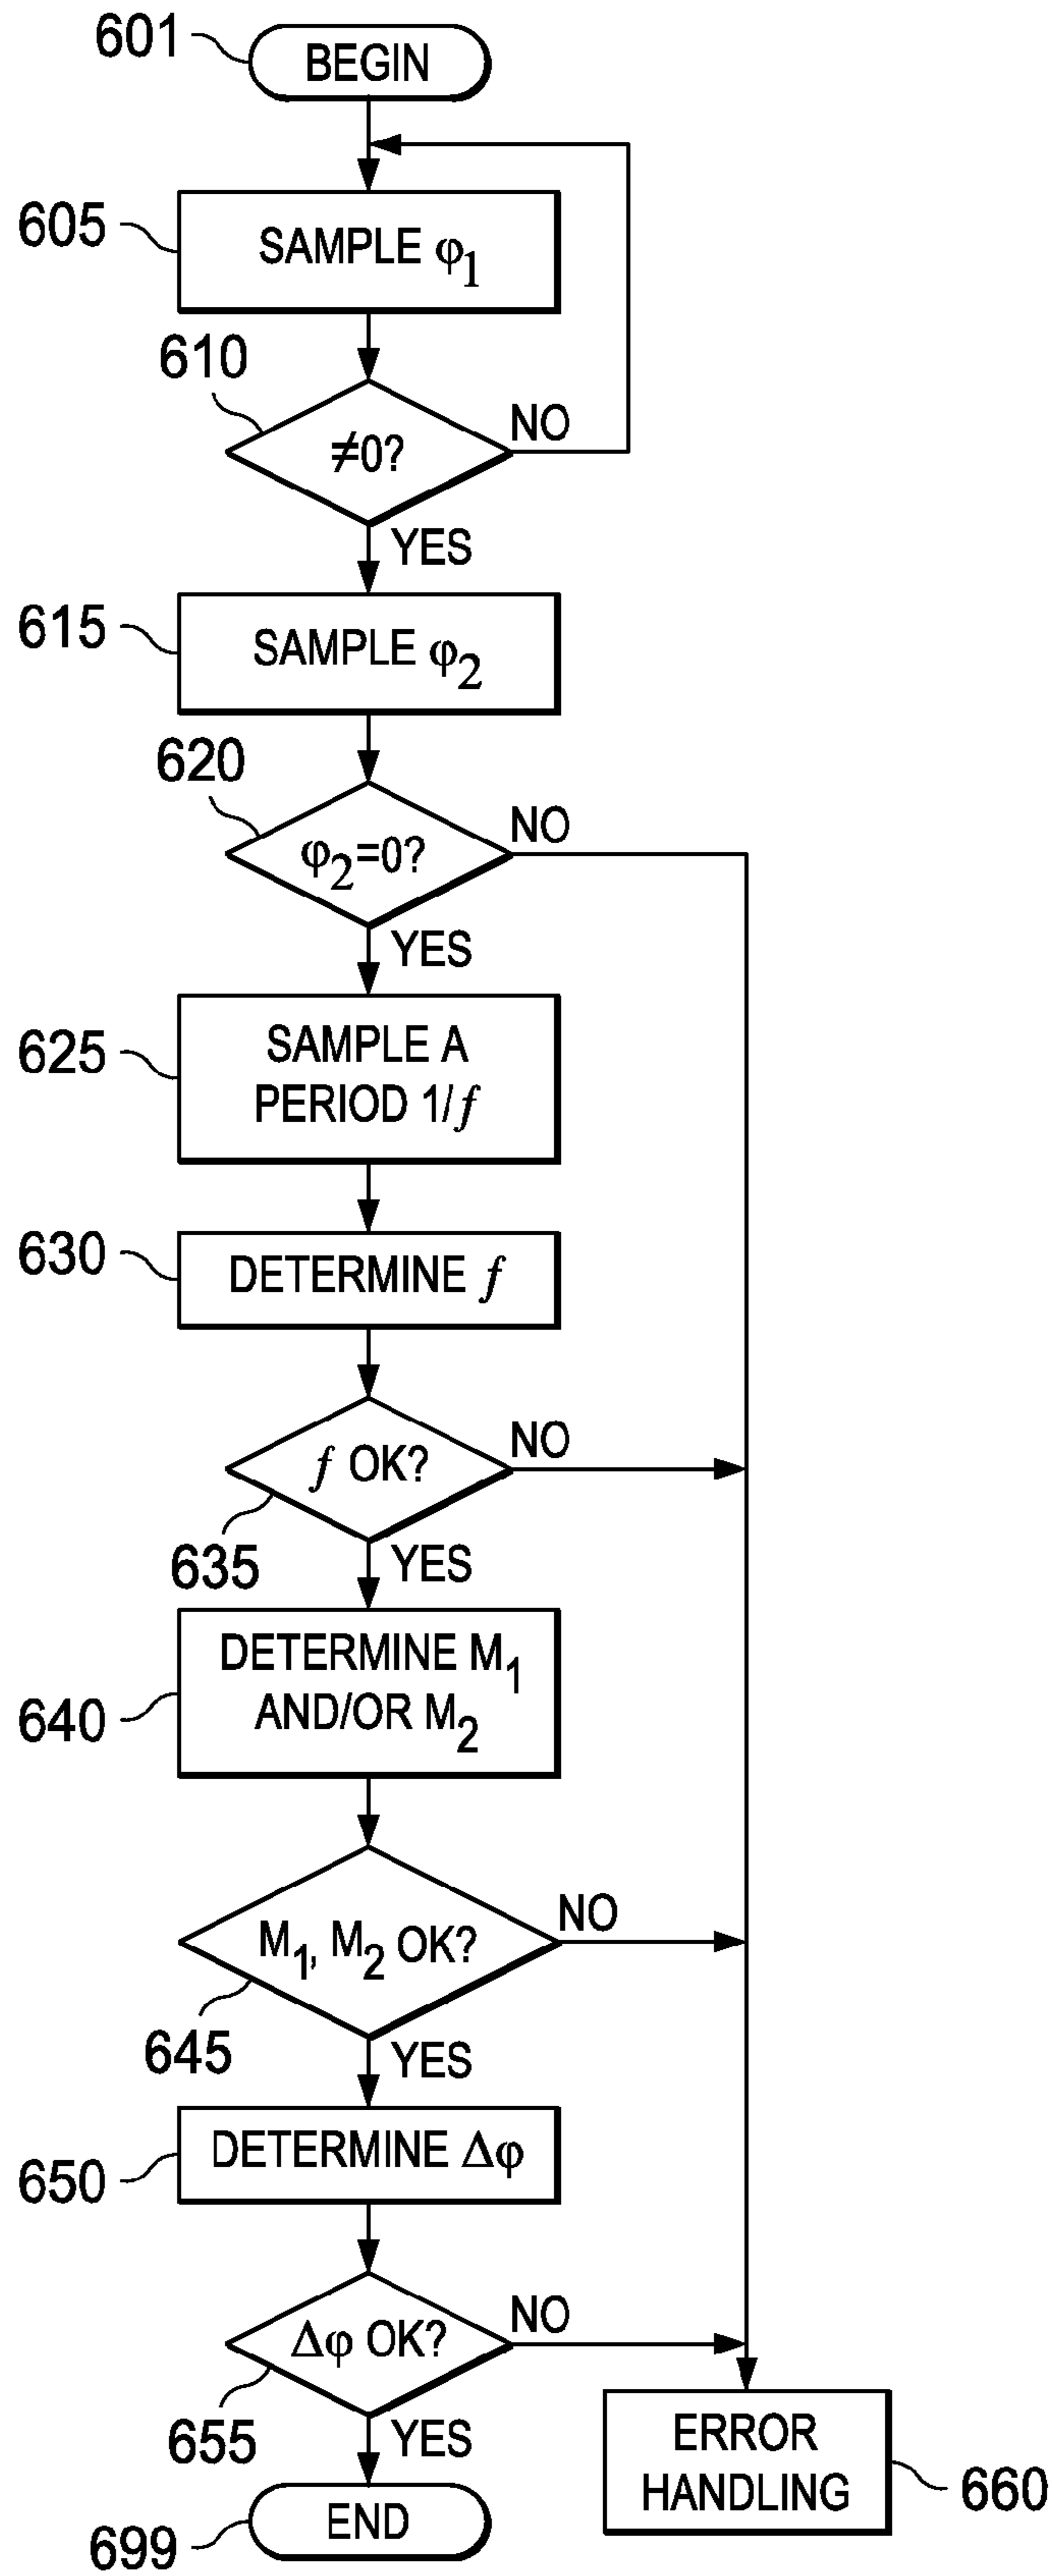 601
BEGIN
605
SAMPLE φ₁
610
≠0?
NO
YES
615
SAMPLE φ₂
620
φ₂=0?
NO
YES
625
SAMPLE A
PERIOD 1/f
630
DETERMINE f
f OK?
NO
635
YES
640
DETERMINE M₁
AND/OR M₂
M₁, M₂ OK?
NO
645
YES
650
DETERMINE Δφ
Δφ OK?
NO
655
YES
ERROR
HANDLING
660
END
699